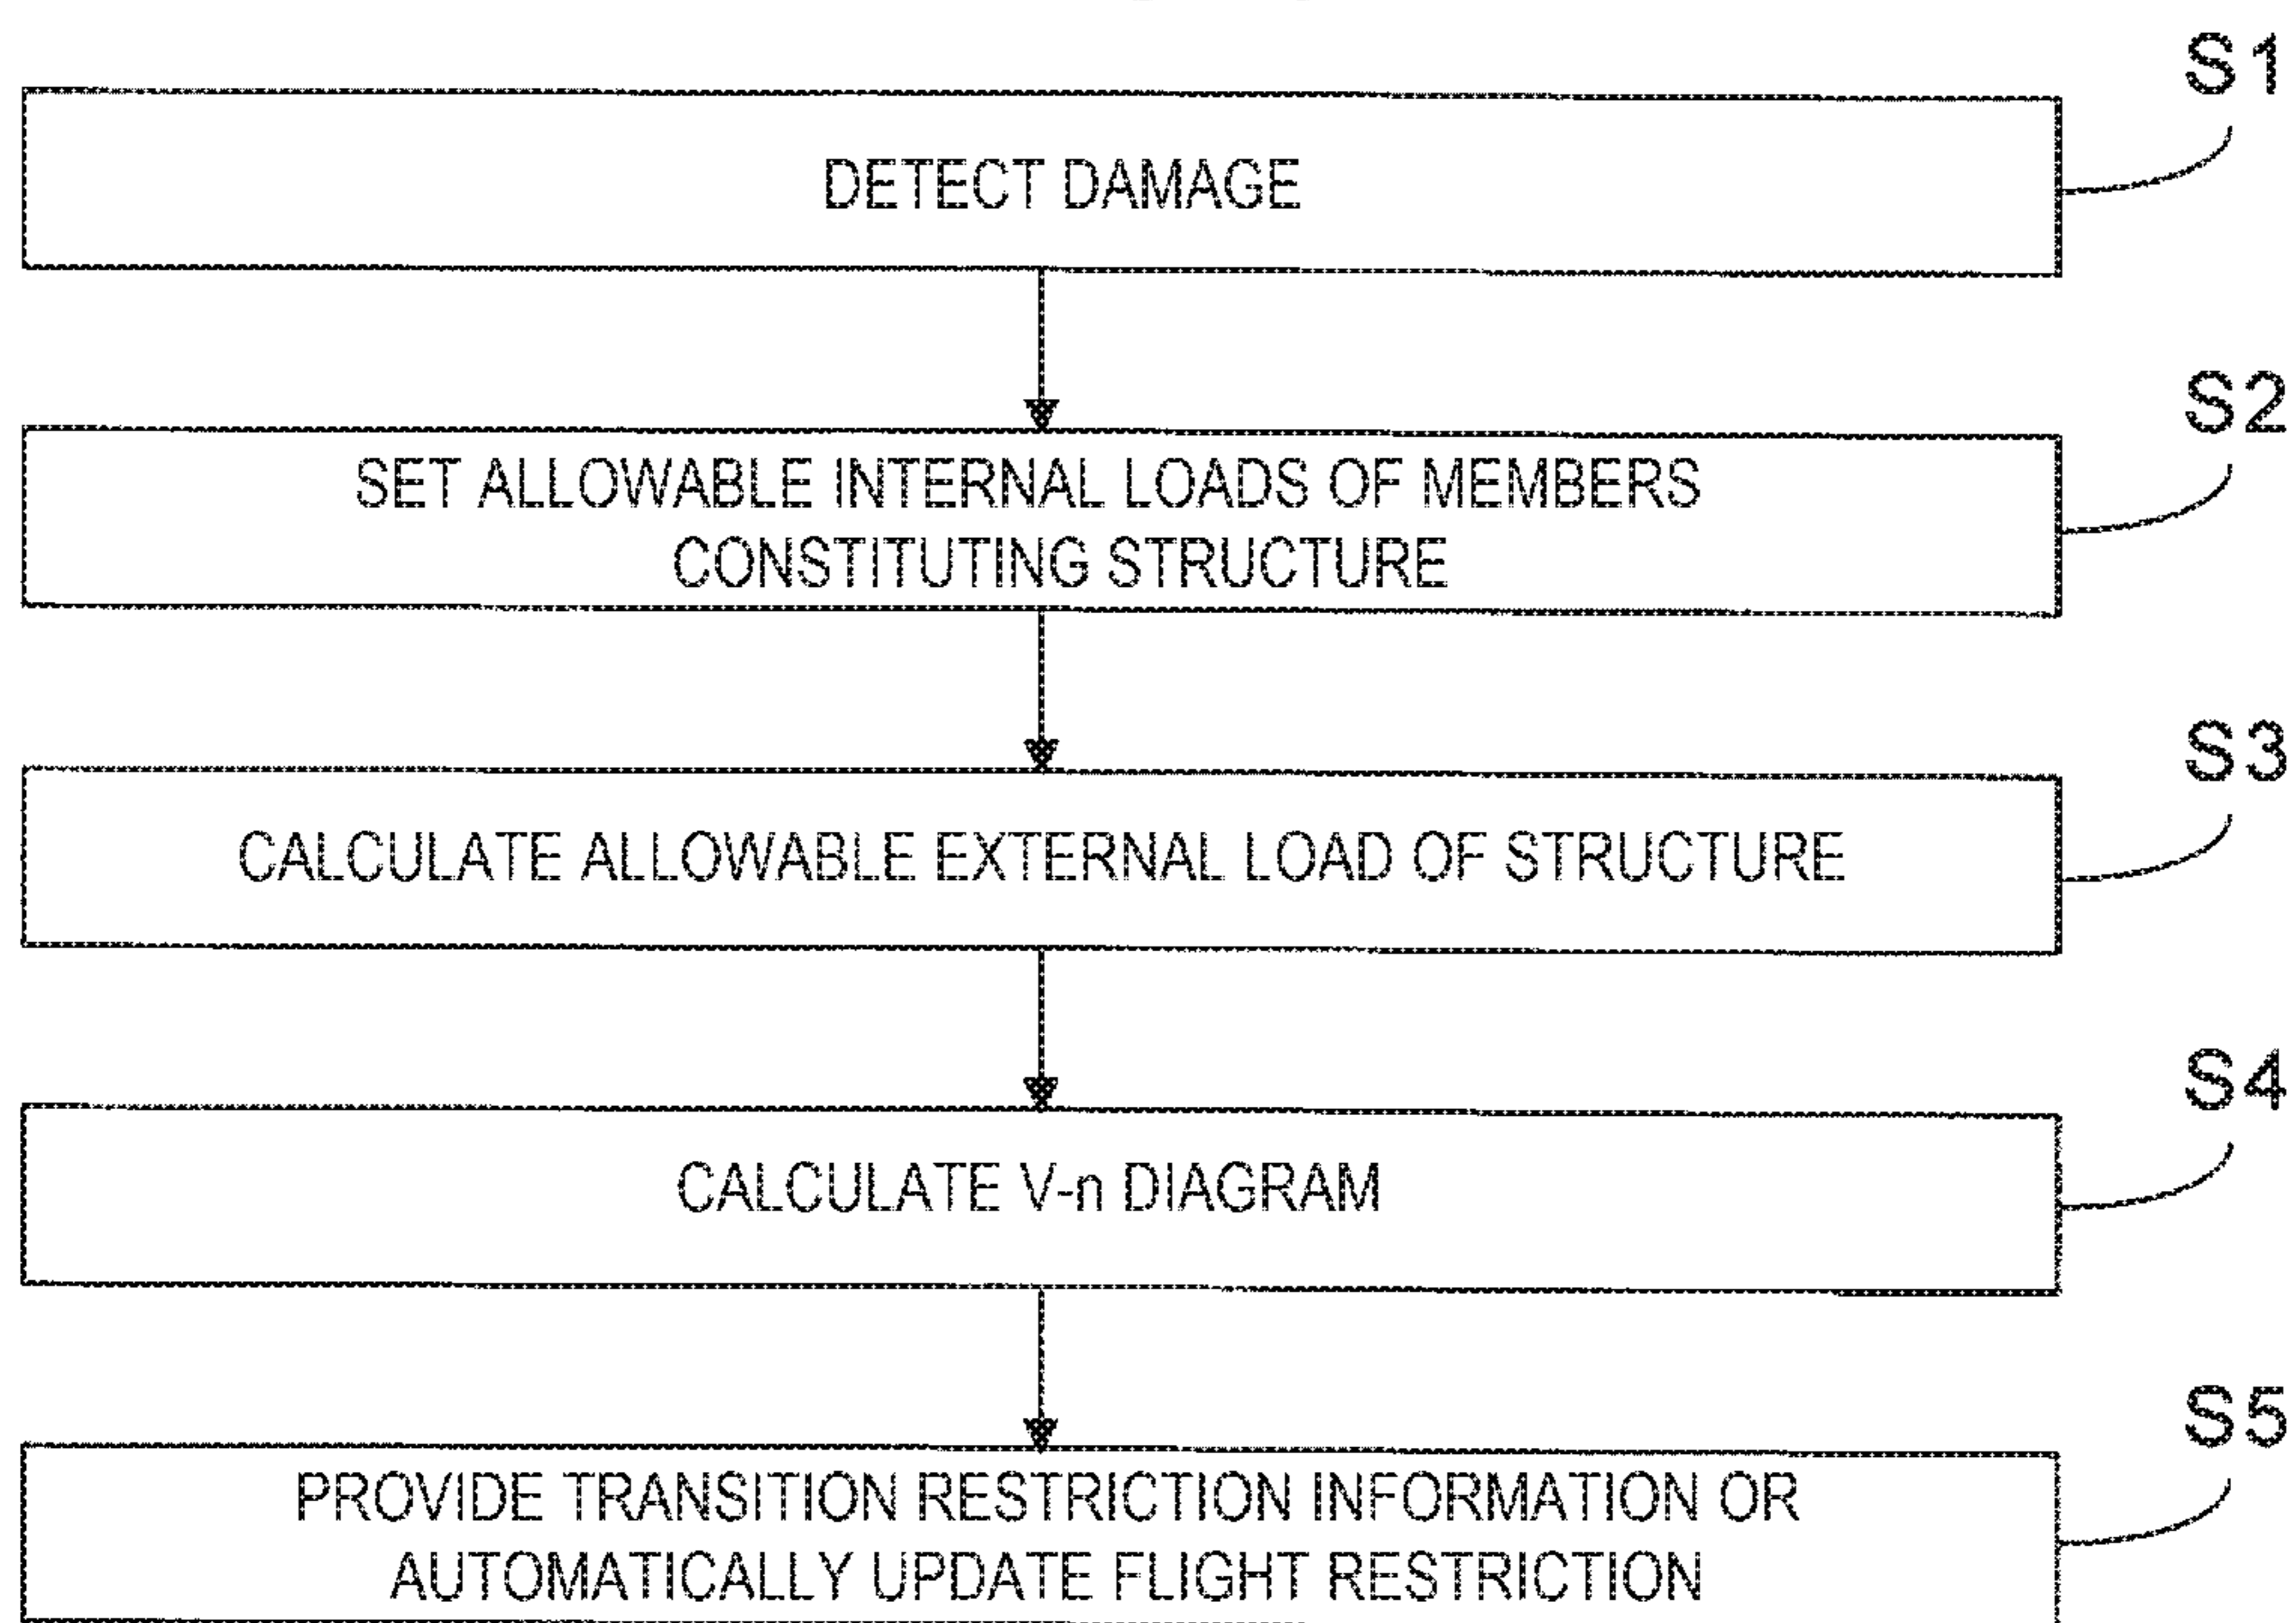 S1
DETECT DAMAGE
S2
SET ALLOWABLE INTERNAL LOADS OF MEMBERS
CONSTITUTING STRUCTURE
S3
CALCULATE ALLOWABLE EXTERNAL LOAD OF STRUCTURE
S4
CALCULATE V-n DIAGRAM
S5
PROVIDE TRANSITION RESTRICTION INFORMATION OR
AUTOMATICALLY UPDATE FLIGHT RESTRICTION